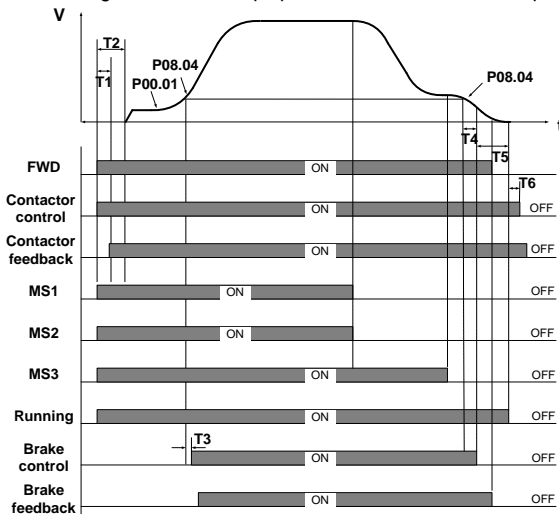 V
T2
T1
P08.04
P00.01
P08.04
t
T4
T5
FWD
ON
T6
Contactor
control
ON
OFF
Contactor
feedback
ON
OFF
MS1
ON
OFF
MS2
ON
OFF
MS3
ON
OFF
Running
ON
OFF
T3
Brake
control
ON
OFF
Brake
feedback
ON
OFF